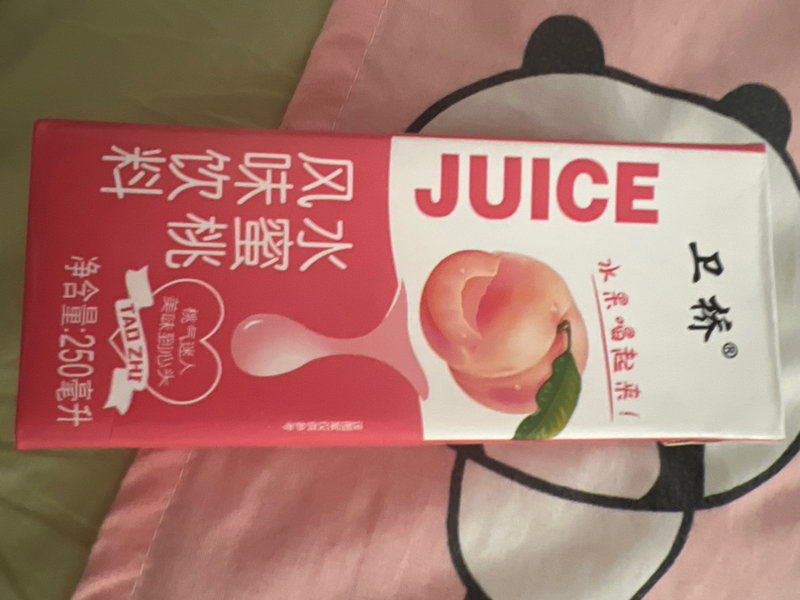 卫桥®
水果喝起来！
JUICE
水蜜桃
风味饮料
桃气迷人
美味到心头
TAO ZHI
净含量:250毫升